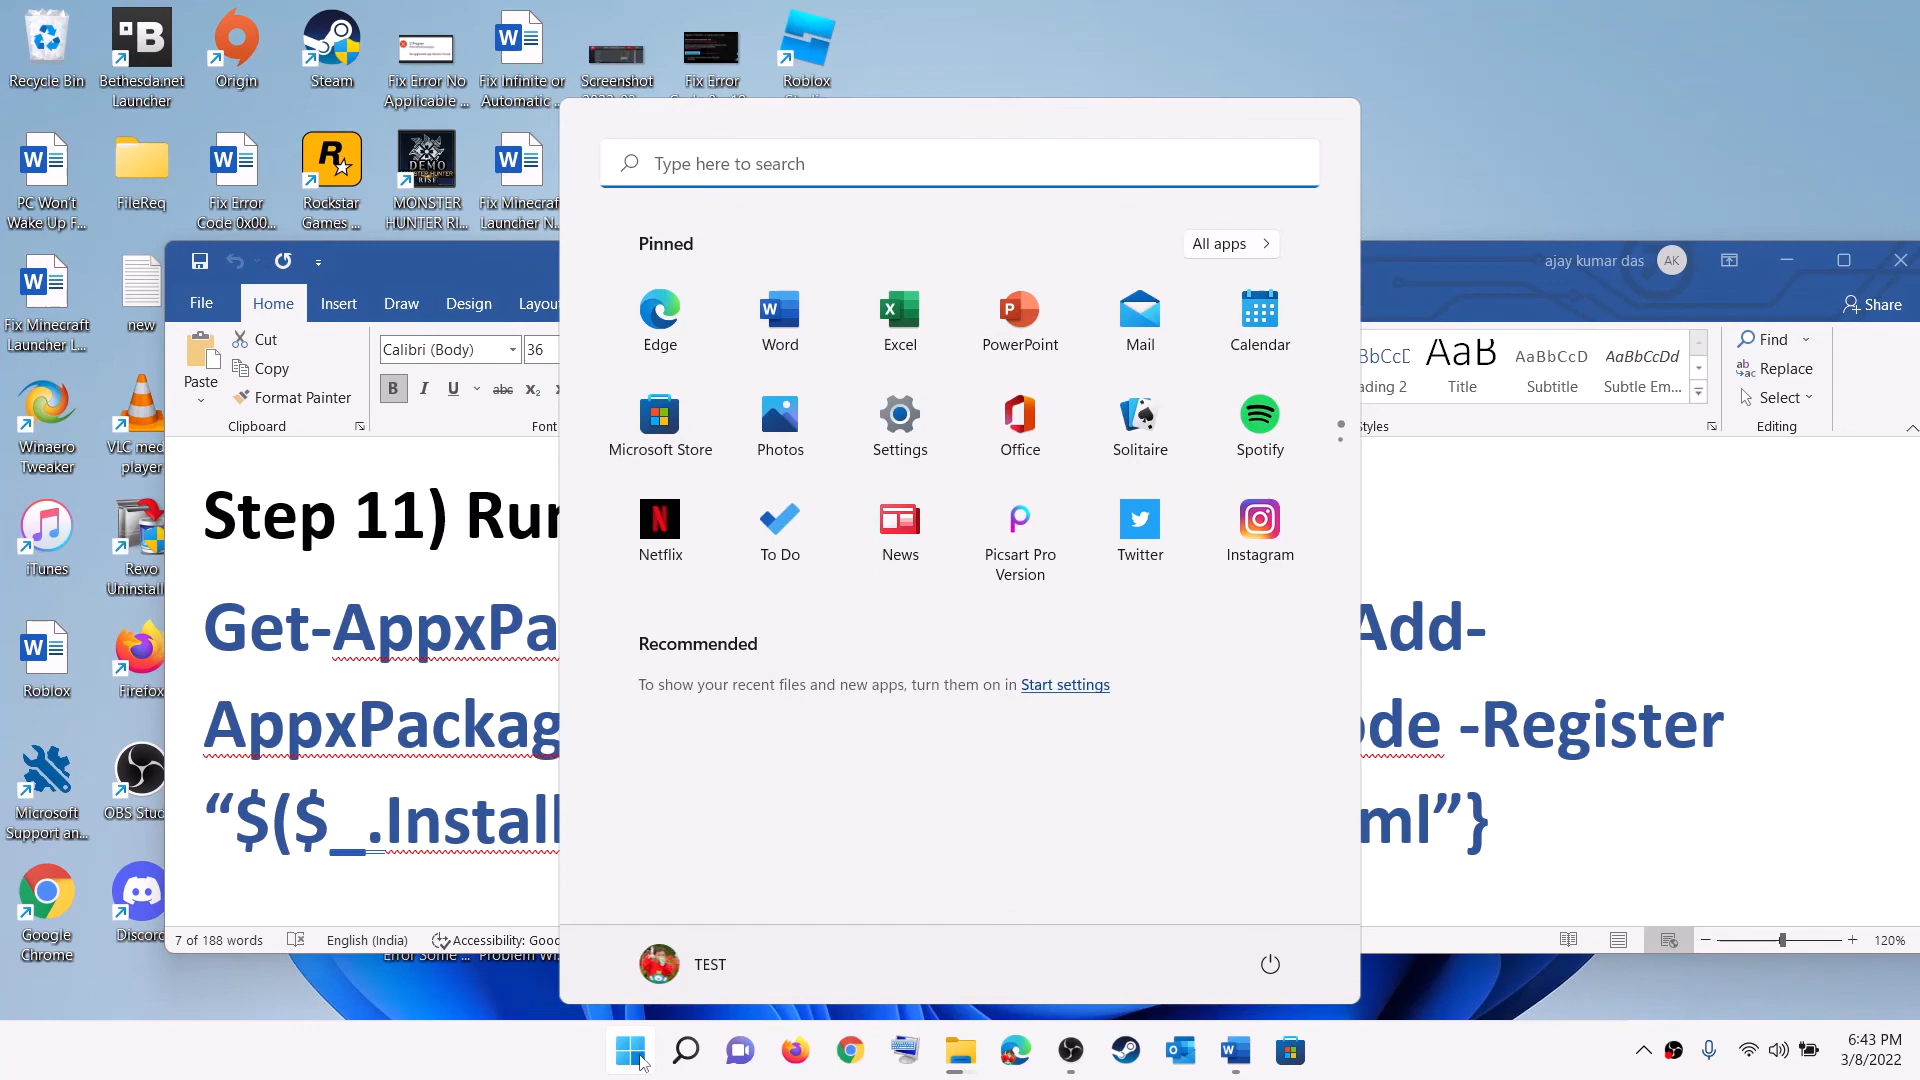 Recycle Bin
Bethesda.net
Launcher
Origin
Steam
Fix Error No
Applicable ...
Fix Infinite or
Automatic ...
Screenshot
Fix Error
Roblox
PC Won't
Wake Up F...
FileReq
Fix Error
Code 0x00...
Rockstar
Games ...
MONSTER
HUNTER RI...
Fix Minecraft
Launcher N...
Fix Minecraft
Launcher L...
new
Winaero
Tweaker
VLC med
player
iTunes
Revo
Uninstall
Roblox
Firefox
Microsoft
Support an...
OBS Stud
Google
Chrome
Discord
ajay kumar das
AK
File
Home
Insert
Draw
Design
Layou
Share
Paste
Cut
Copy
Format Painter
Clipboard
Calibri (Body)
36
B
I
U
abc
x₂
Font
BbCcD
AaB
AaBbCcD
AaBbCcDd
ading 2
Title
Subtitle
Subtle Em...
Styles
Find
Replace
Select
Editing
Step 11) Run
Get-AppxPa
Add-
AppxPackag
ode -Register
“$($_.Install
ml”}
7 of 188 words
English (India)
Accessibility: Good
120%
Type here to search
Pinned
All apps
Edge
Word
Excel
PowerPoint
Mail
Calendar
Microsoft Store
Photos
Settings
Office
Solitaire
Spotify
Netflix
To Do
News
Picsart Pro
Version
Twitter
Instagram
Recommended
To show your recent files and new apps, turn them on in Start settings
TEST
6:43 PM
3/8/2022